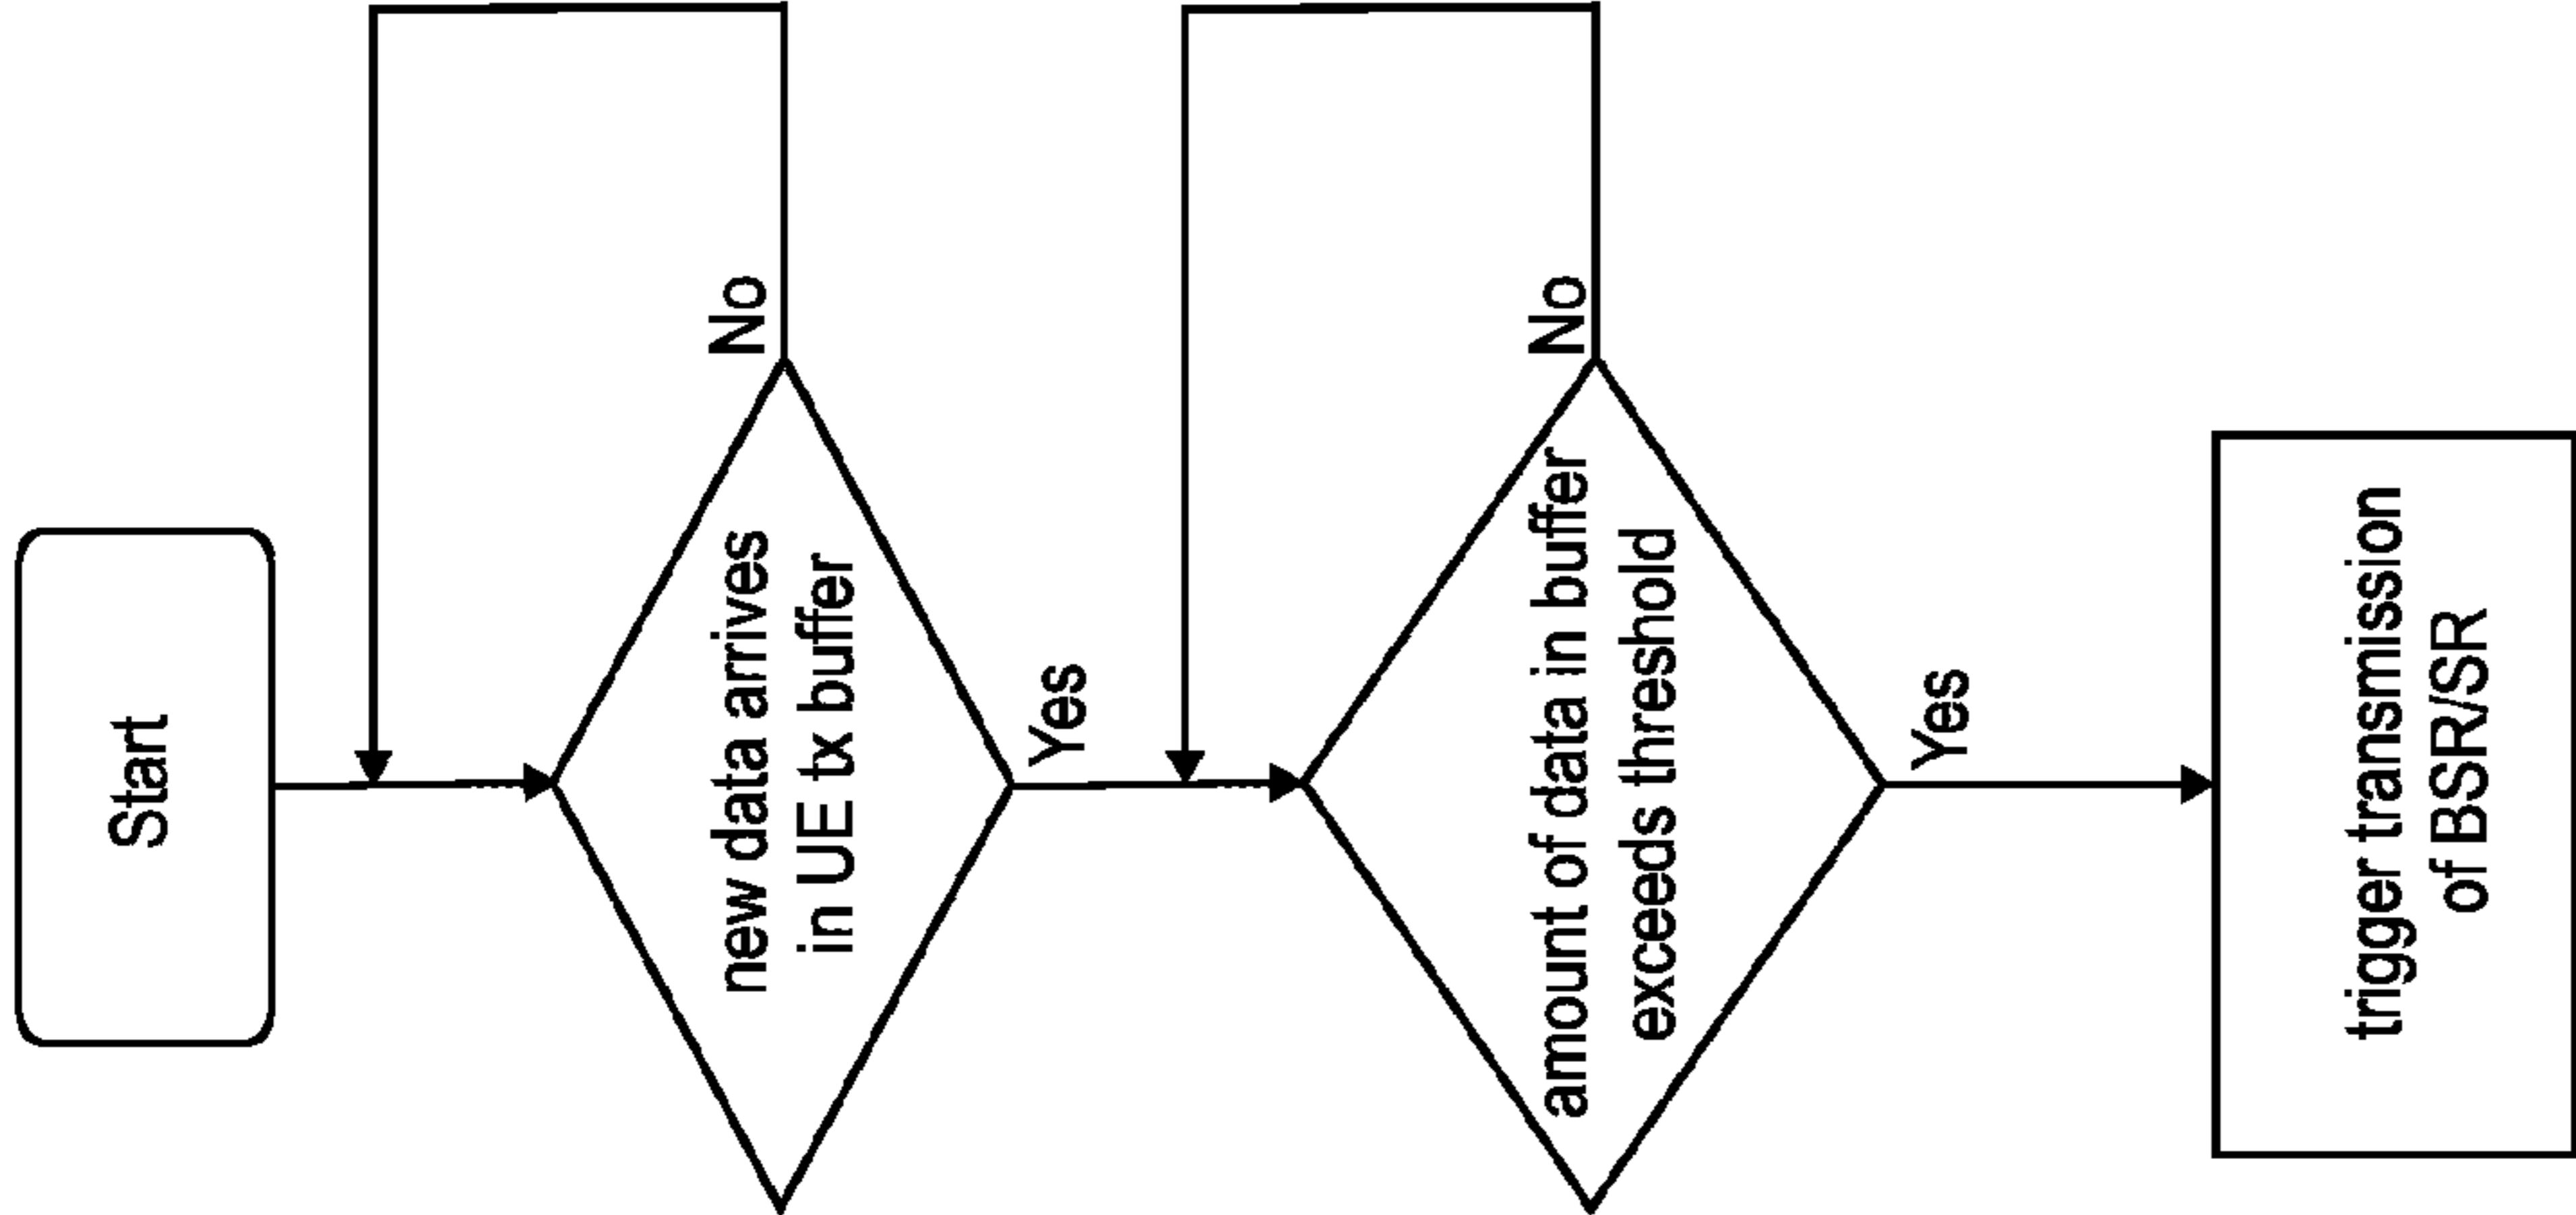 Start
No
new data arrives
in UE tx buffer
Yes
No
amount of data in buffer
exceeds threshold
Yes
trigger transmission
of BSR/SR